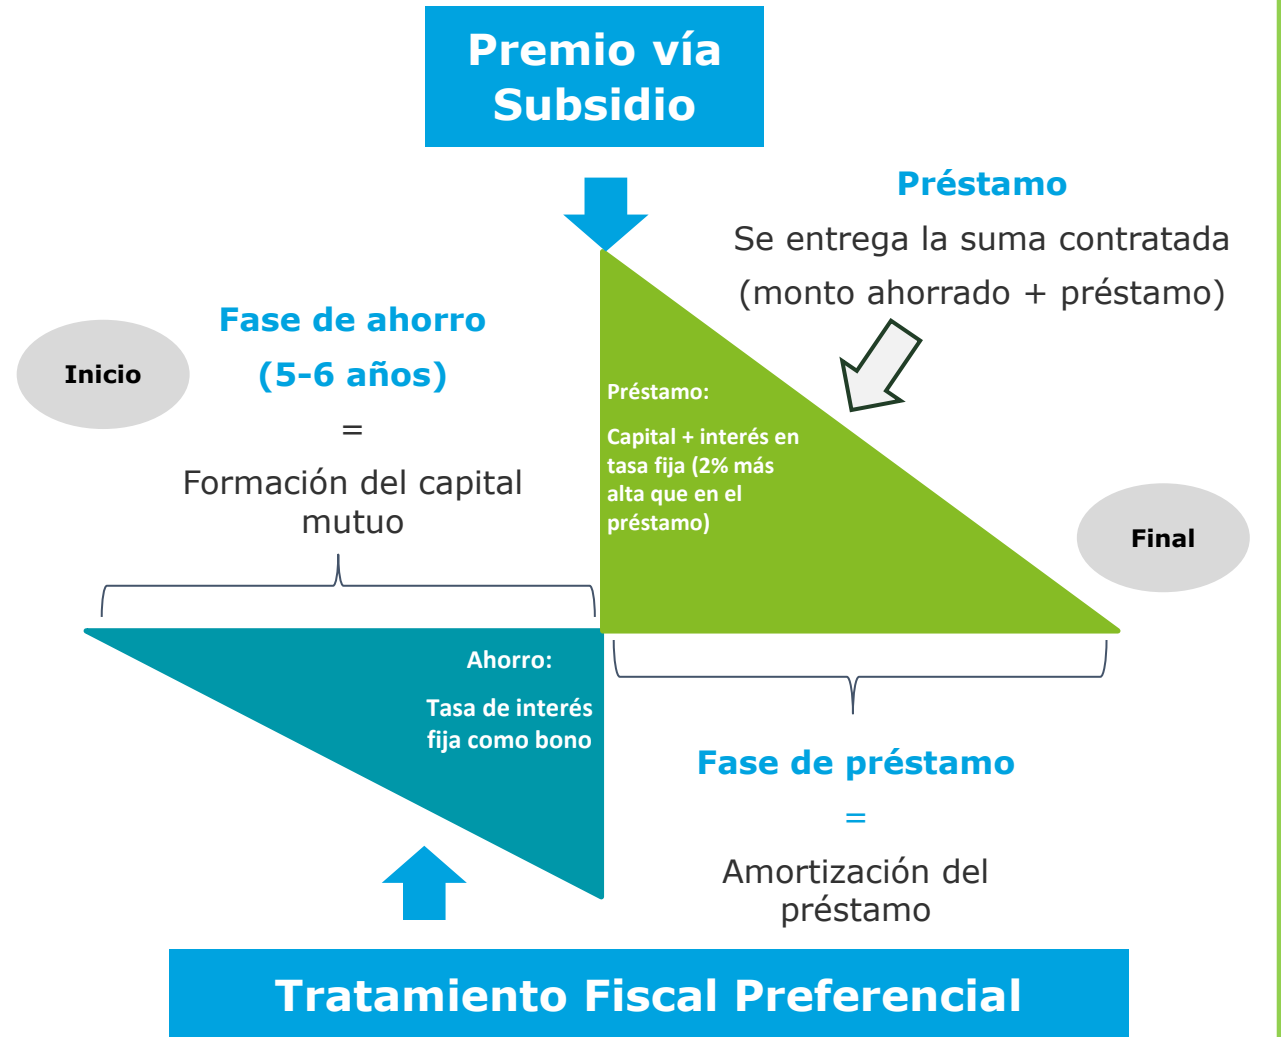 Premio vía
Subsidio
Préstamo
Se entrega la suma contratada
(monto ahorrado + préstamo)
Fase de ahorro
(5-6 años)
=
Formación del capital
mutuo
Inicio
Préstamo:
Capital + interés en
tasa fija (2% más
alta que en el
préstamo)
Final
Ahorro:
Tasa de interés
fija como bono
Fase de préstamo
=
Amortización del
préstamo
Tratamiento Fiscal Preferencial